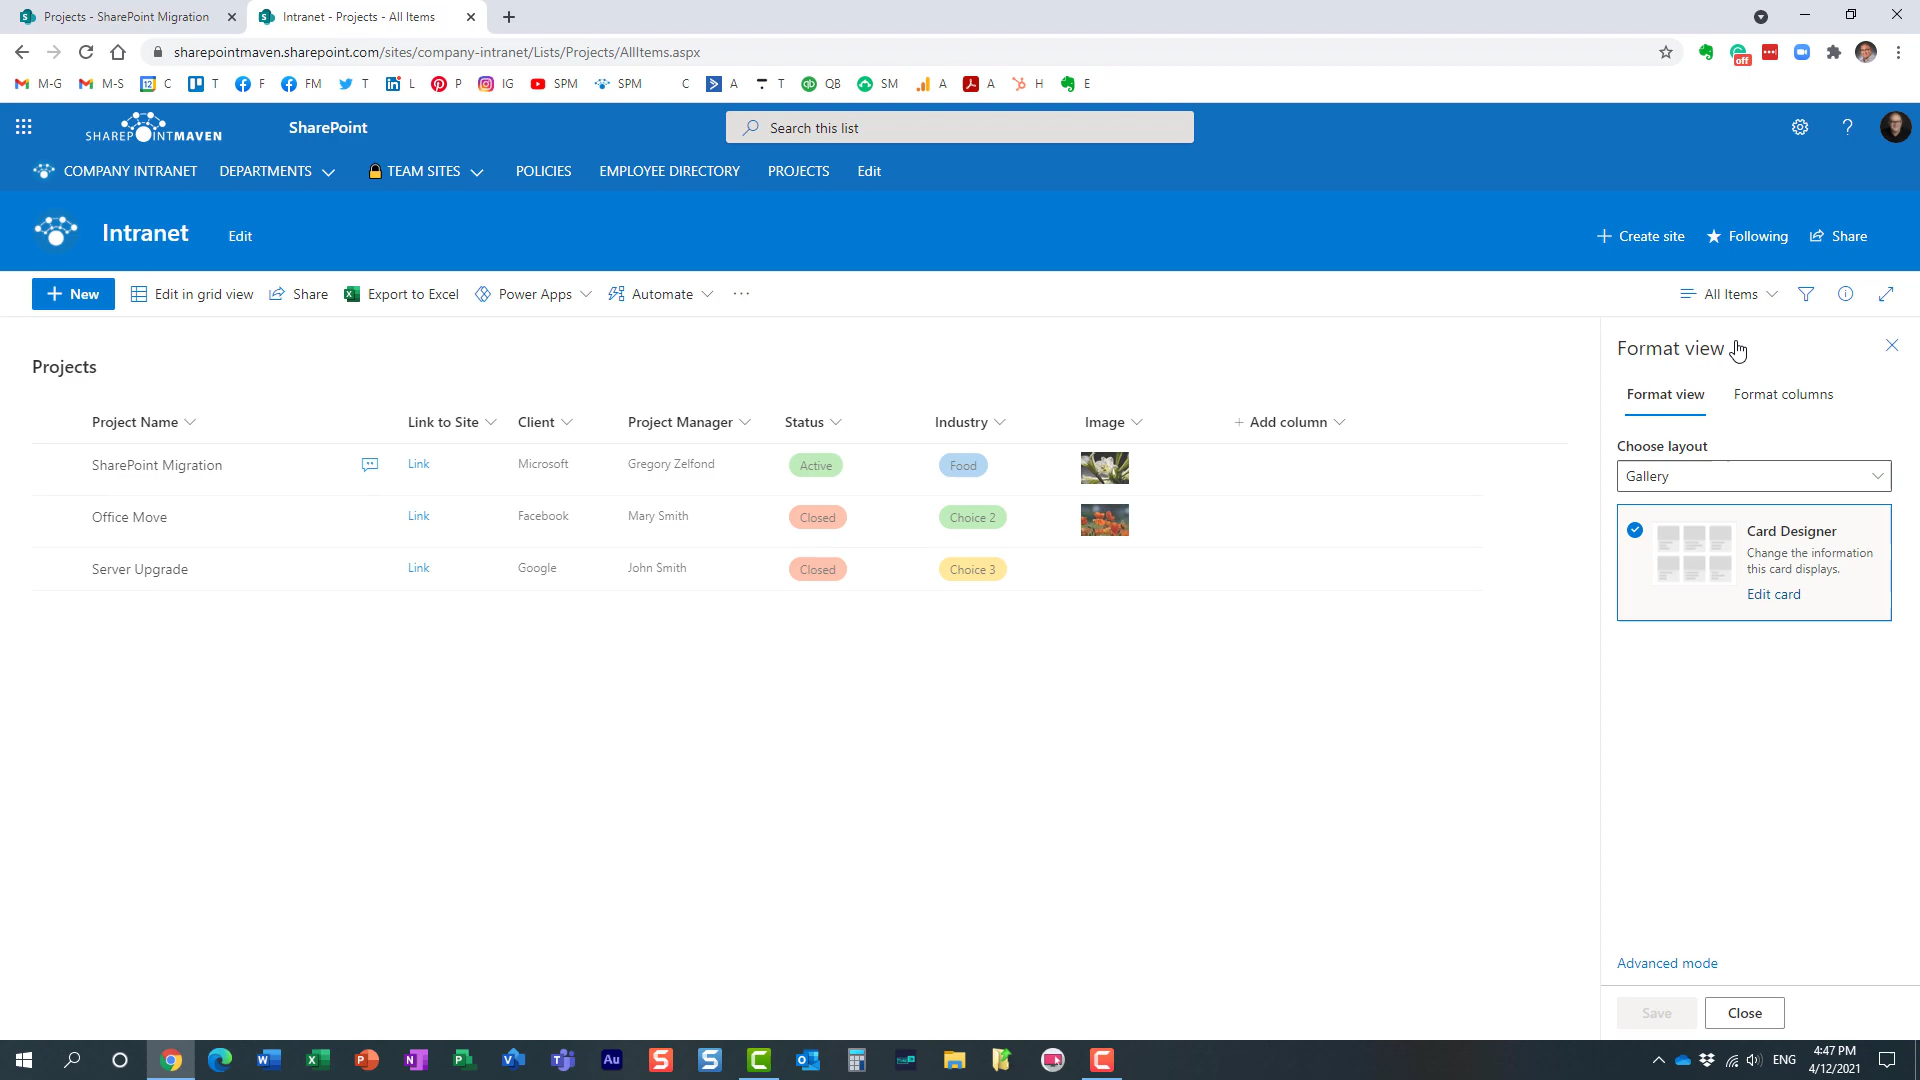 Projects - SharePoint Migration
Intranet - Projects - All Items
sharepointmaven.sharepoint.com/sites/company-intranet/Lists/Projects/AllItems.aspx
off
M-G M-S 12 C T F FM T L P IG SPM SPM C A T QB SM A A H E
SHAREPOINTMAVEN
SharePoint
Search this list
COMPANY INTRANET DEPARTMENTS TEAM SITES POLICIES EMPLOYEE DIRECTORY PROJECTS Edit
Intranet Edit
Create site Following Share
New Edit in grid view Share Export to Excel Power Apps Automate ···
All Items
Projects
Project Name Link to Site Client Project Manager Status Industry Image + Add column
SharePoint Migration Link Microsoft Gregory Zelfond Active Food
Office Move Link Facebook Mary Smith Closed Choice 2
Server Upgrade Link Google John Smith Closed Choice 3
Format view
Format view Format columns
Choose layout
Gallery
Card Designer
Change the information
this card displays.
Edit card
Advanced mode
Save Close
ENG
4:47 PM
4/12/2021